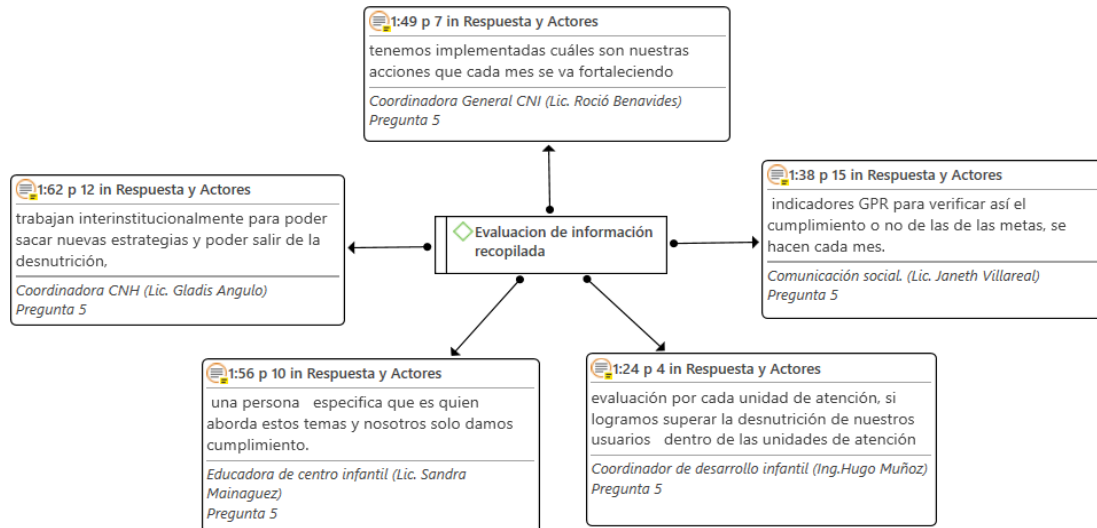 1:49 p 7 in Respuesta y Actores
tenemos implementadas cuáles son nuestras
acciones que cada mes se va fortaleciendo
Coordinadora General CNI (Lic. Roció Benavides)
Pregunta 5
1:62 p 12 in Respuesta y Actores
trabajan interinstitucionalmente para poder
sacar nuevas estrategias y poder salir de la
desnutrición,
Coordinadora CNH (Lic. Gladis Angulo)
Pregunta 5
Evaluacion de información
recopilada
1:38 p 15 in Respuesta y Actores
indicadores GPR para verificar así el
cumplimiento o no de las de las metas, se
hacen cada mes.
Comunicación social. (Lic. Janeth Villareal)
Pregunta 5
1:56 p 10 in Respuesta y Actores
una persona especifica que es quien
aborda estos temas y nosotros solo damos
cumplimiento.
Educadora de centro infantil (Lic. Sandra
Mainaguez)
Pregunta 5
1:24 p 4 in Respuesta y Actores
evaluación por cada unidad de atención, si
logramos superar la desnutrición de nuestros
usuarios dentro de las unidades de atención
Coordinador de desarrollo infantil (Ing.Hugo Muñoz)
Pregunta 5